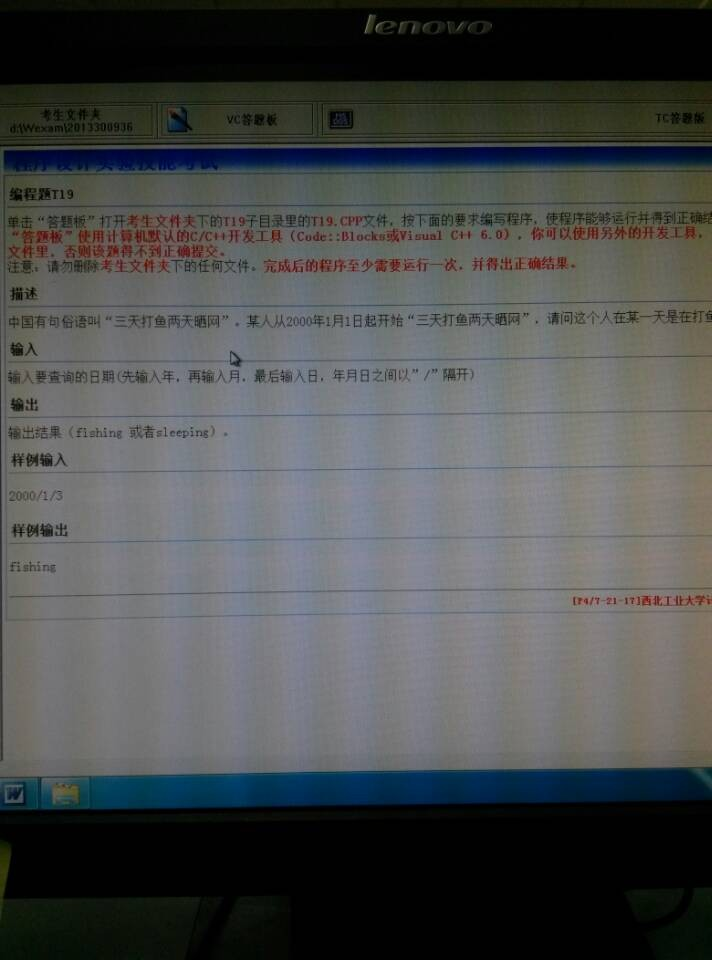 lenovo
考生文件夹
d:\Wexam\2013300936
VC答题板
TC答题版
程序设计实验技能考试
编程题T19
单击“答题板”打开考生文件夹下的T19子目录里的T19.CPP文件，按下面的要求编写程序，使程序能够运行并得到正确结
“答题板”使用计算机默认的C/C++开发工具（Code::Blocks或Visual C++ 6.0），你可以使用另外的开发工具，
文件里，否则该题得不到正确提交。
注意：请勿删除考生文件夹下的任何文件。完成后的程序至少需要运行一次，并得出正确结果。
描述
中国有句俗语叫“三天打鱼两天晒网”。某人从2000年1月1日起开始“三天打鱼两天晒网”，请问这个人在某一天是在打鱼
输入
输入要查询的日期(先输入年，再输入月，最后输入日，年月日之间以”/”隔开)
输出
输出结果（fishing 或者sleeping）。
样例输入
2000/1/3
样例输出
fishing
[P4/7-21-17]西北工业大学计
W